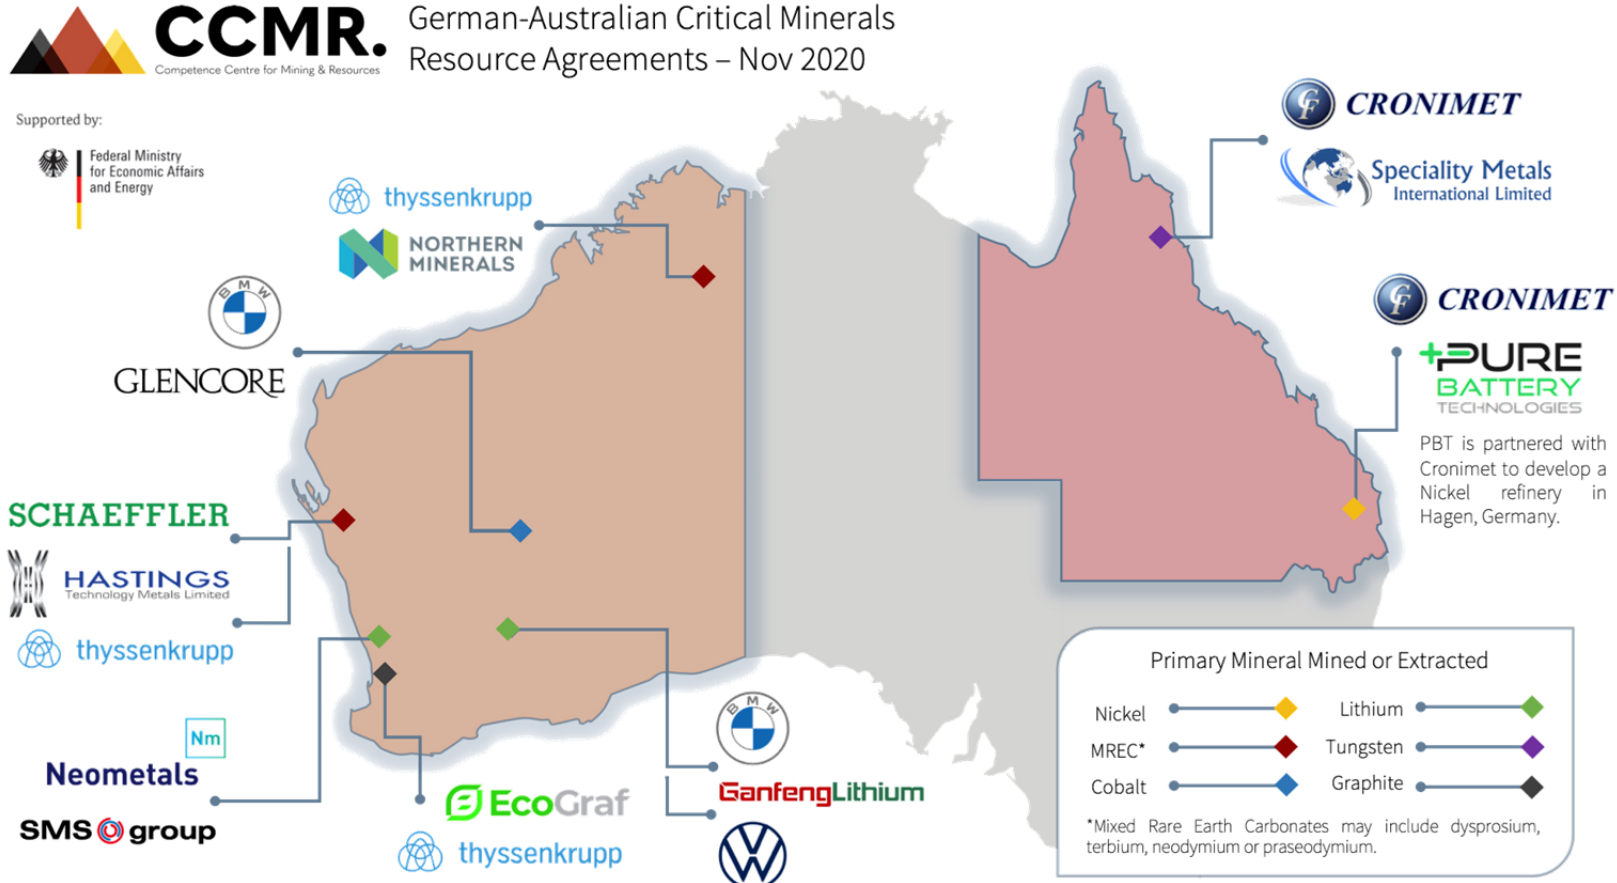 CCMR.
Competence Centre for Mining & Resources
German-Australian Critical Minerals
Resource Agreements – Nov 2020
Supported by:
Federal Ministry
for Economic Affairs
and Energy
thyssenkrupp
NORTHERN
MINERALS
BMW
GLENCORE
SCHAEFFLER
HASTINGS
Technology Metals Limited
thyssenkrupp
Nm
Neometals
SMS group
EcoGraf
thyssenkrupp
BMW
GanfengLithium
CF CRONIMET
Speciality Metals
International Limited
CF CRONIMET
+PURE
BATTERY
TECHNOLOGIES
PBT is partnered with
Cronimet to develop a
Nickel refinery in
Hagen, Germany.
Primary Mineral Mined or Extracted
Nickel
Lithium
MREC*
Tungsten
Cobalt
Graphite
*Mixed Rare Earth Carbonates may include dysprosium,
terbium, neodymium or praseodymium.